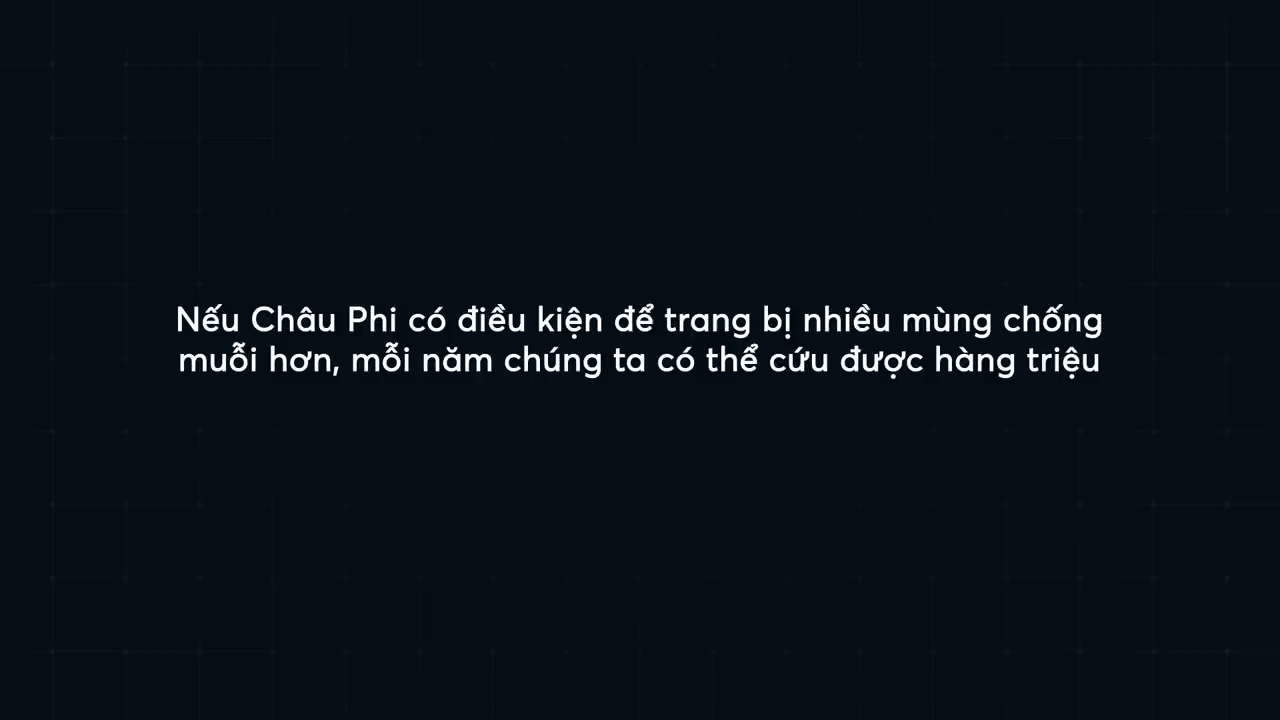 Nếu Châu Phi có điều kiện để trang bị nhiều mùng chống
muỗi hơn, mỗi năm chúng ta có thể cứu được hàng triệu